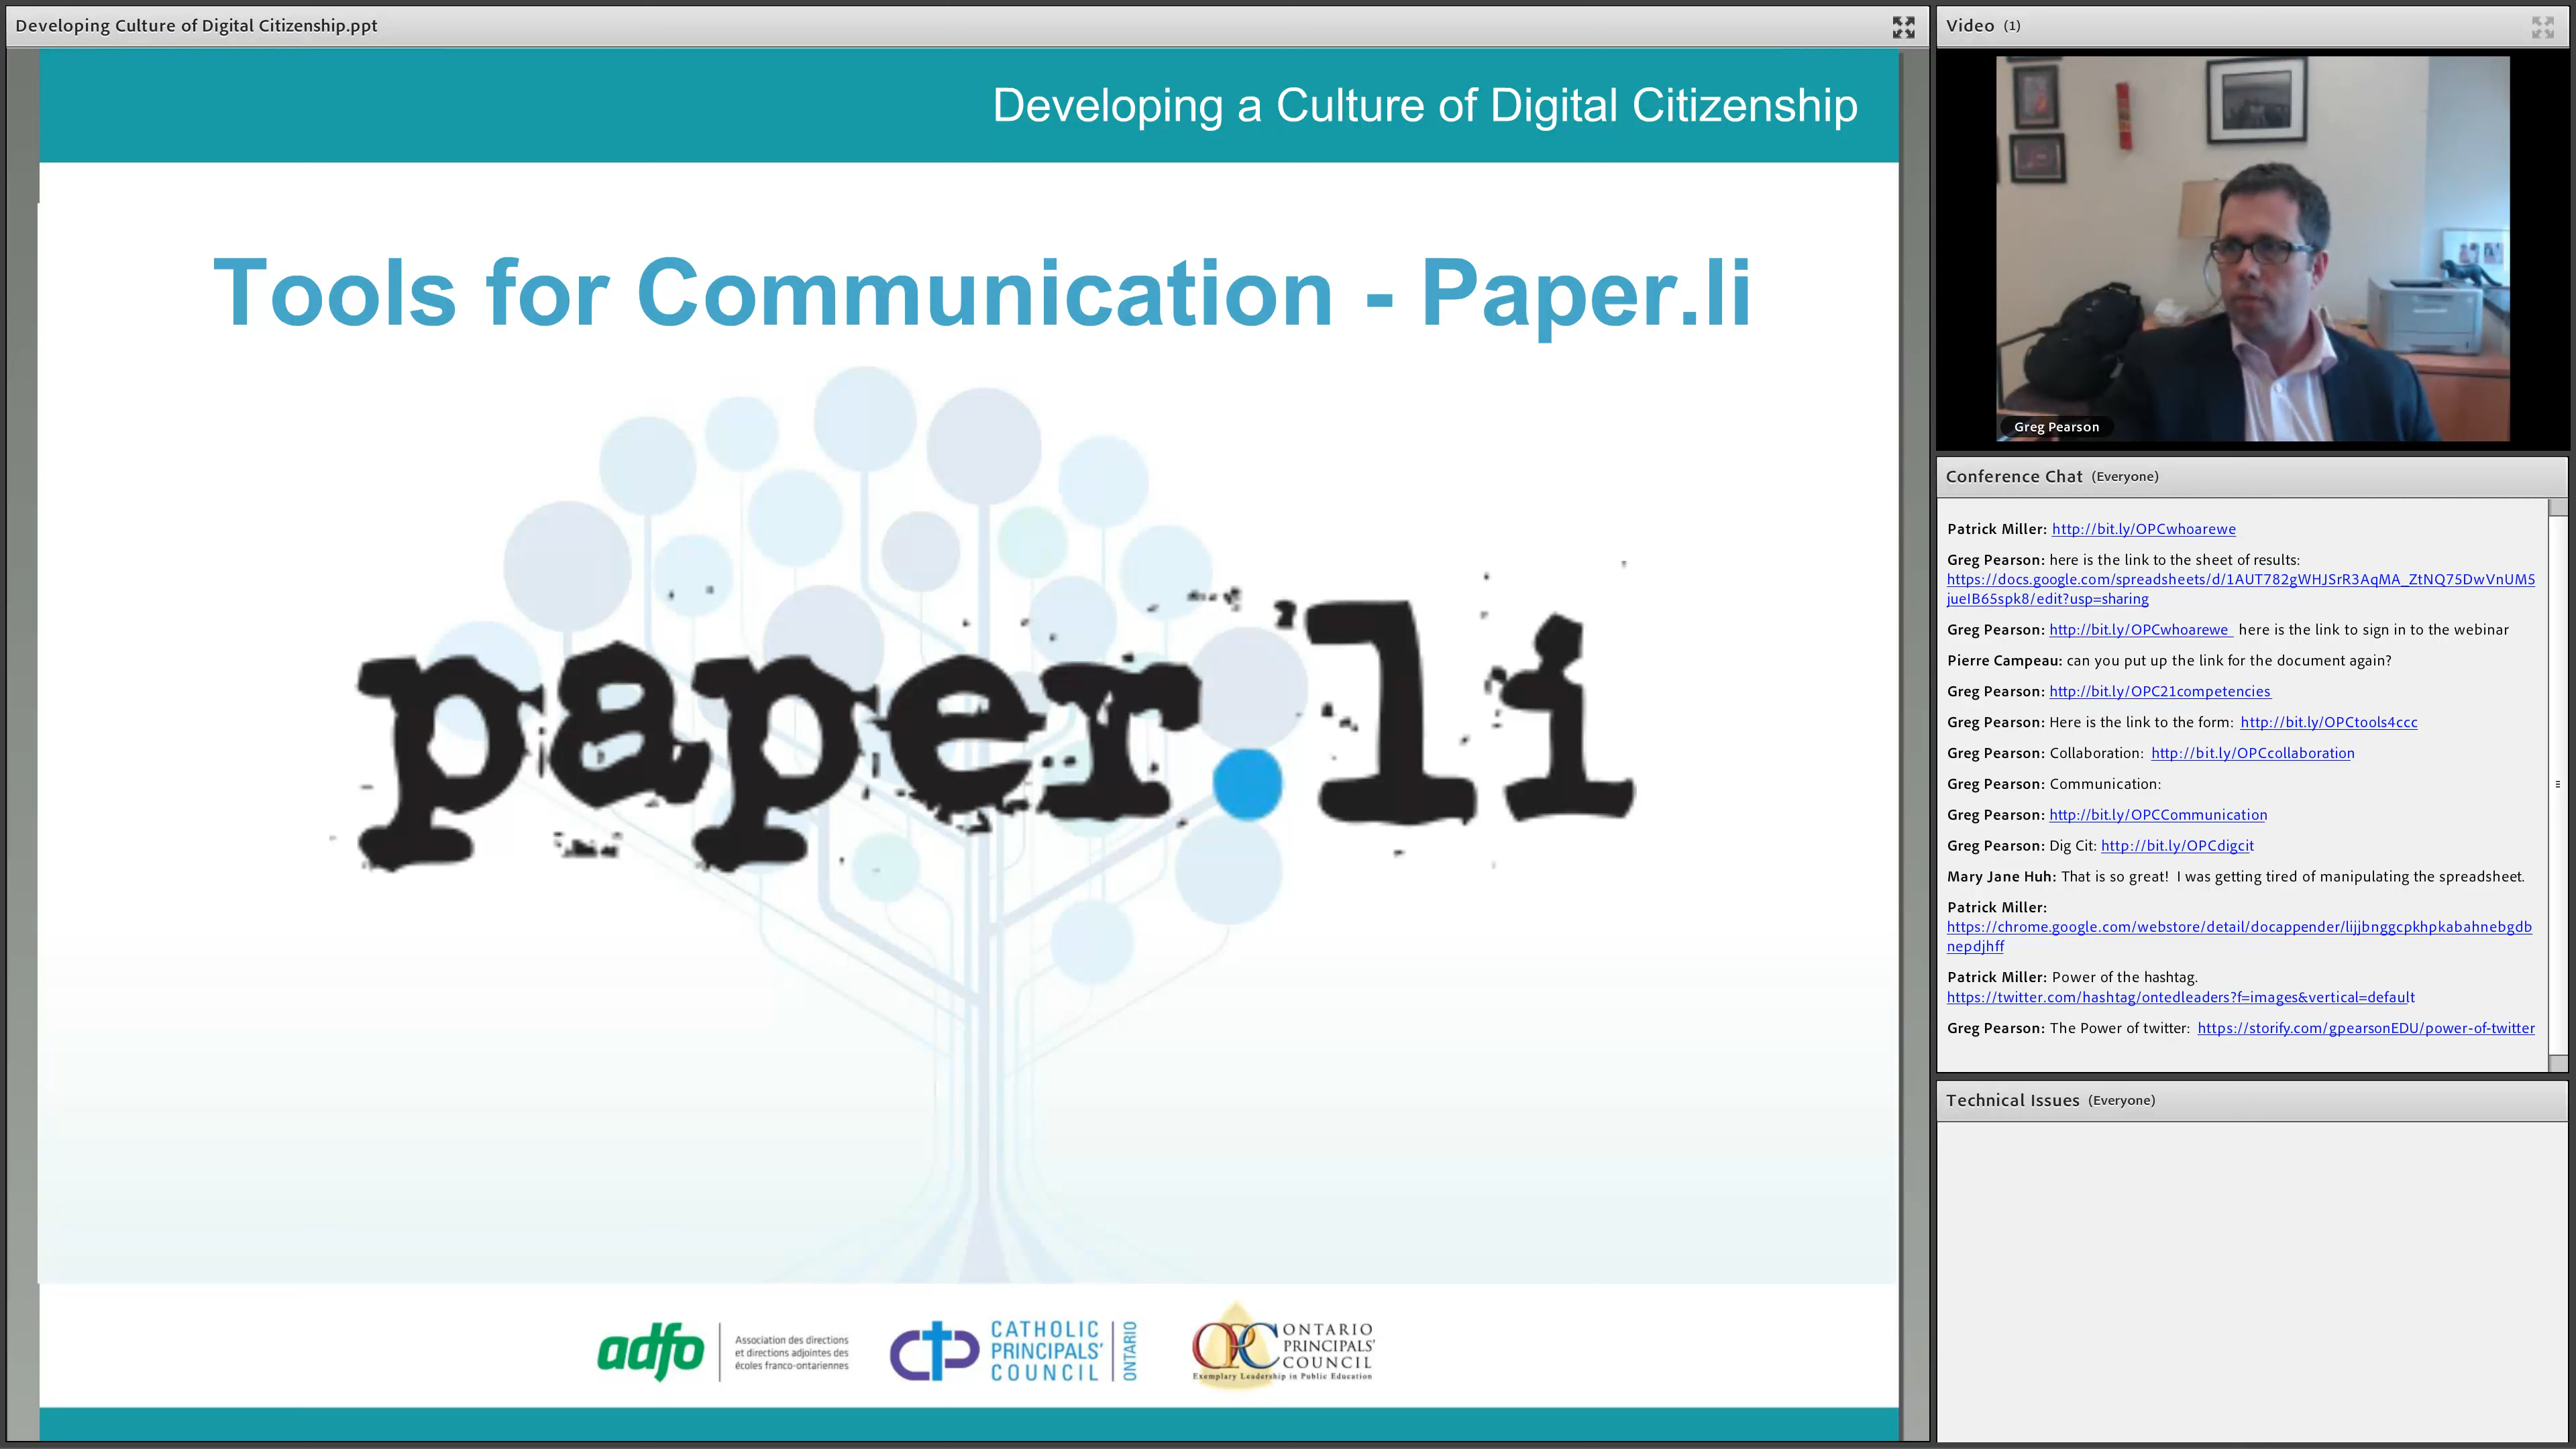 Developing Culture of Digital Citizenship.ppt
Developing a Culture of Digital Citizenship
Tools for Communication - Paper.li
paper.li
adfo
Association des directions
et directions adjointes des
écoles franco-ontariennes
CATHOLIC
PRINCIPALS'
COUNCIL
ONTARIO
OPC
ONTARIO
PRINCIPALS'
COUNCIL
Exemplary Leadership in Public Education
Video (1)
Greg Pearson
Conference Chat (Everyone)
Patrick Miller: http://bit.ly/OPCwhoarewe
Greg Pearson: here is the link to the sheet of results:
https://docs.google.com/spreadsheets/d/1AUT782gWHJSrR3AqMA_ZtNQ75DwVnUM5
jueIB65spk8/edit?usp=sharing
Greg Pearson: http://bit.ly/OPCwhoarewe here is the link to sign in to the webinar
Pierre Campeau: can you put up the link for the document again?
Greg Pearson: http://bit.ly/OPC21competencies
Greg Pearson: Here is the link to the form: http://bit.ly/OPCtools4ccc
Greg Pearson: Collaboration: http://bit.ly/OPCcollaboration
Greg Pearson: Communication:
Greg Pearson: http://bit.ly/OPCCommunication
Greg Pearson: Dig Cit: http://bit.ly/OPCdigcit
Mary Jane Huh: That is so great! I was getting tired of manipulating the spreadsheet.
Patrick Miller:
https://chrome.google.com/webstore/detail/docappender/lijjbnggcpkhpkabahnebgdb
nepdjhff
Patrick Miller: Power of the hashtag.
https://twitter.com/hashtag/ontedleaders?f=images&vertical=default
Greg Pearson: The Power of twitter: https://storify.com/gpearsonEDU/power-of-twitter
Technical Issues (Everyone)